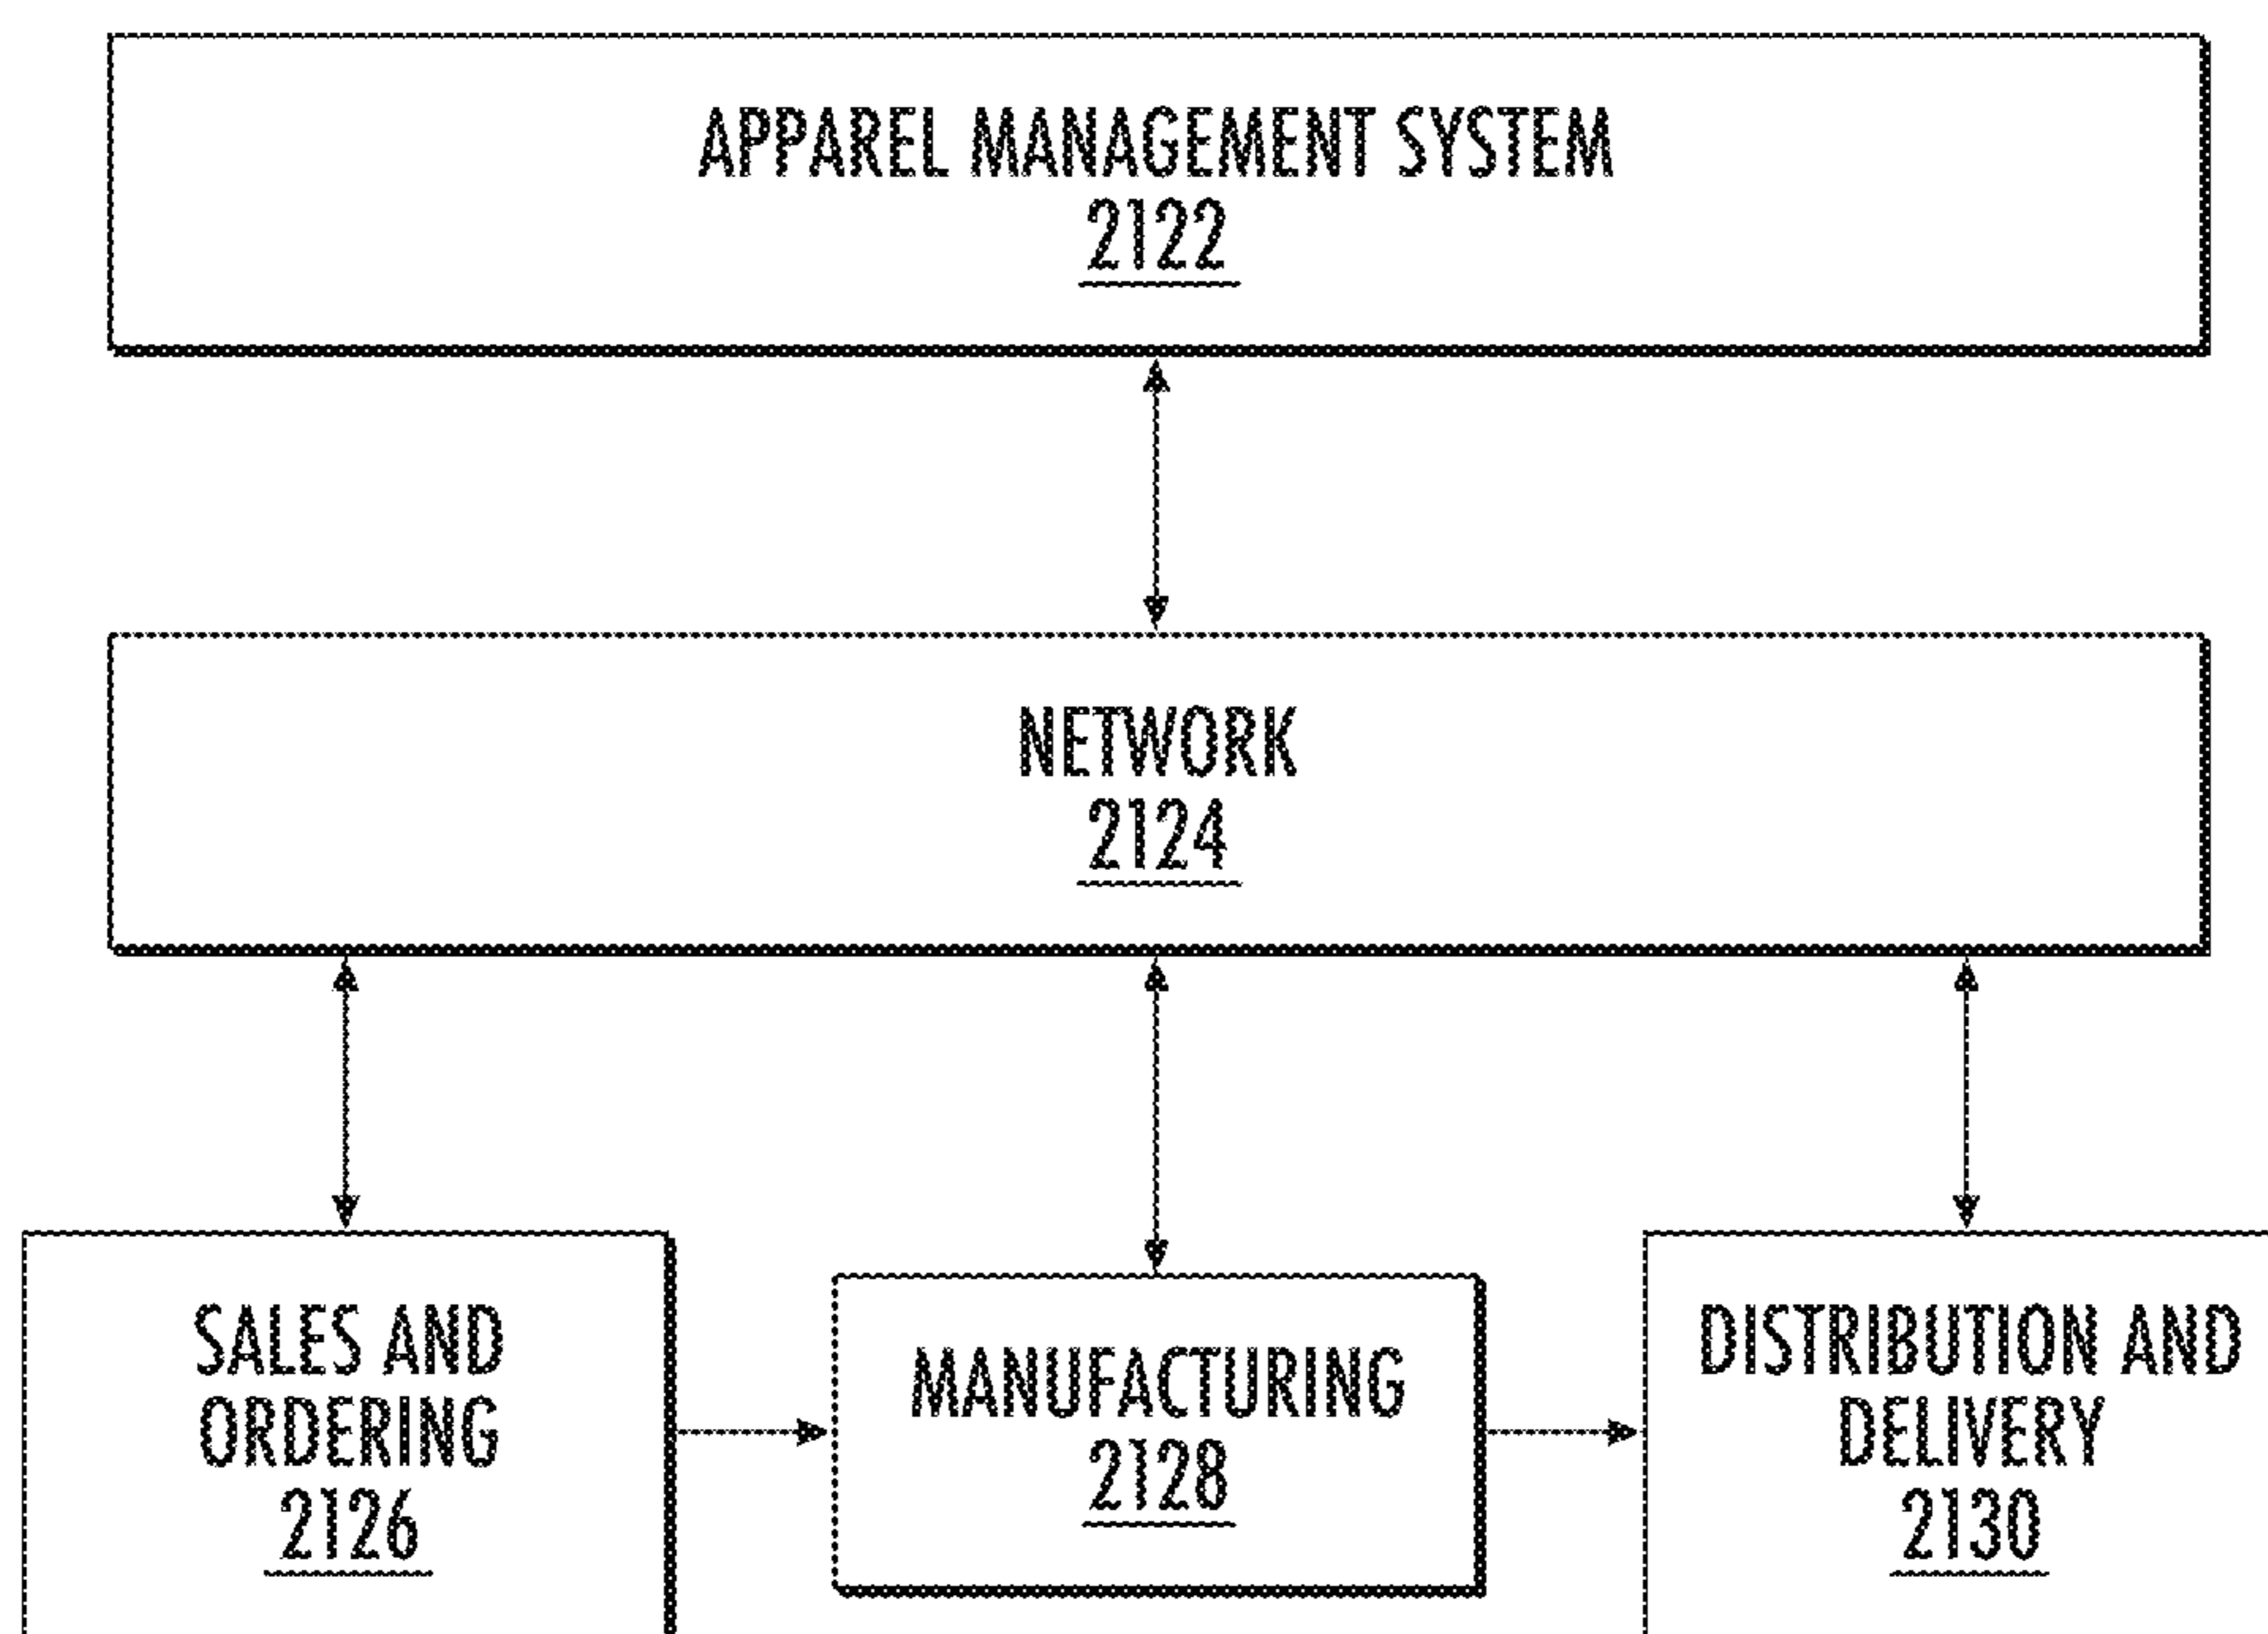 APPAREL MANAGEMENT SYSTEM
2122
NETWORK
2124
SALES AND
ORDERING
2126
MANUFACTURING
2128
DISTRIBUTION AND
DELIVERY
2130